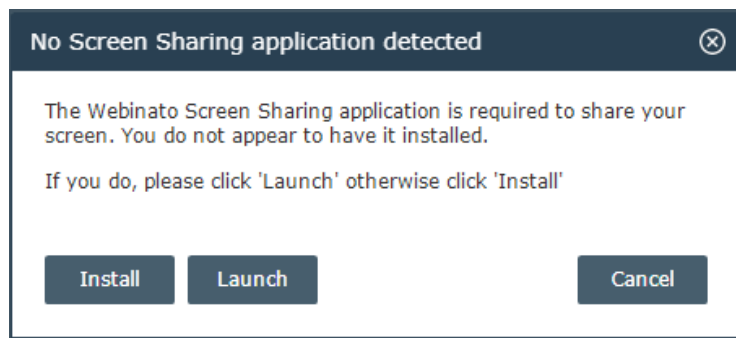 No Screen Sharing application detected
The Webinato Screen Sharing application is required to share your
screen. You do not appear to have it installed.
If you do, please click 'Launch' otherwise click 'Install'
Install Launch Cancel